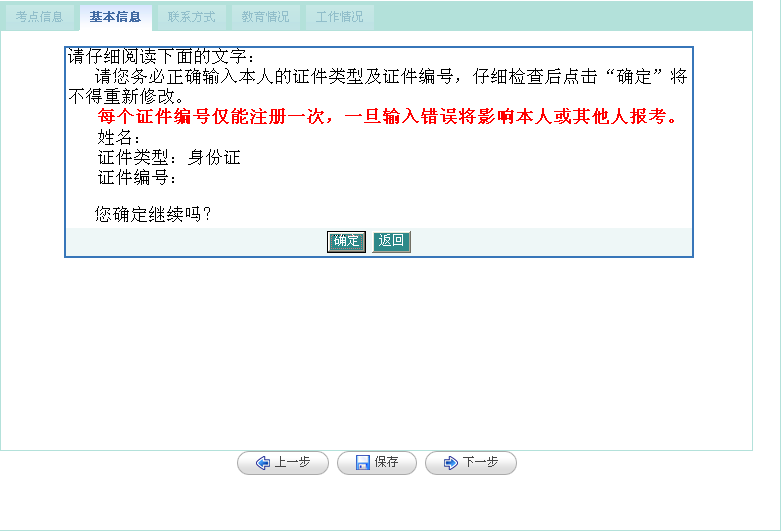 考点信息 基本信息 联系方式 教育情况 工作情况
请仔细阅读下面的文字：
请您务必正确输入本人的证件类型及证件编号，仔细检查后点击“确定”将
不得重新修改。
每个证件编号仅能注册一次，一旦输入错误将影响本人或其他人报考。
姓名：
证件类型：身份证
证件编号：
您确定继续吗？
确定 返回
上一步 保存 下一步